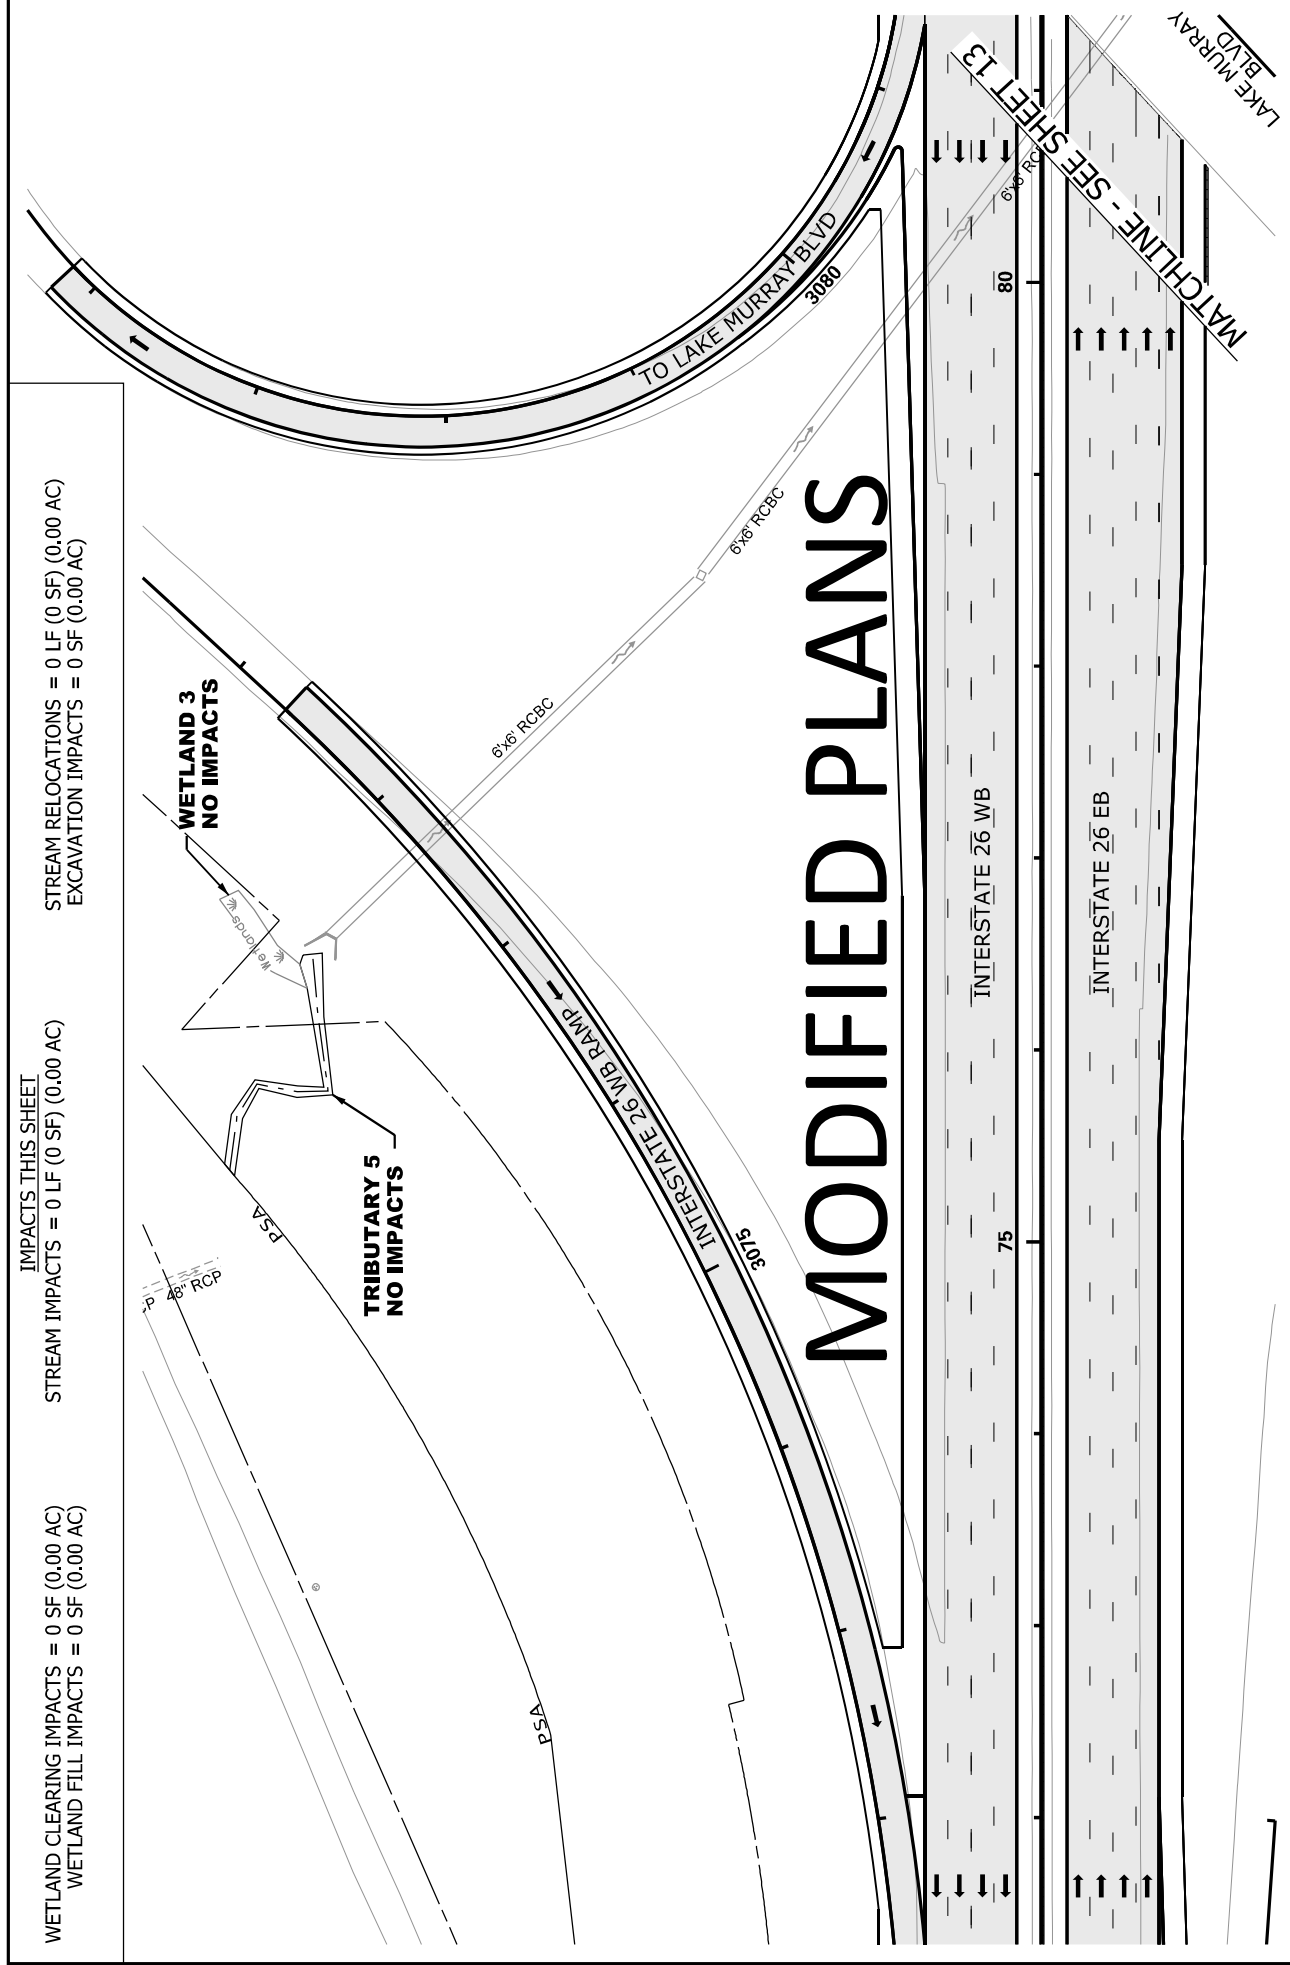 IMPACTS THIS SHEET
WETLAND CLEARING IMPACTS = 0 SF (0.00 AC)
WETLAND FILL IMPACTS = 0 SF (0.00 AC)
STREAM IMPACTS = 0 LF (0 SF) (0.00 AC)
STREAM RELOCATIONS = 0 LF (0 SF) (0.00 AC)
EXCAVATION IMPACTS = 0 SF (0.00 AC)
48" RCP
PSA
PSA
WETLAND 3
NO IMPACTS
Wetlands
TRIBUTARY 5
NO IMPACTS
6'x6' RCBC
6'x6' RCBC
6'x6' RC
INTERSTATE 26 WB RAMP
3075
TO LAKE MURRAY BLVD
3080
MODIFIED PLANS
INTERSTATE 26 WB
75
80
INTERSTATE 26 EB
MATCHLINE - SEE SHEET 13
LAKE MURRAY
BLVD